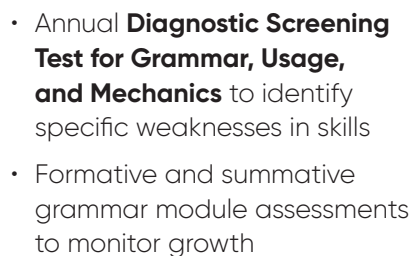 • Annual Diagnostic Screening
Test for Grammar, Usage,
and Mechanics to identify
specific weaknesses in skills
• Formative and summative
grammar module assessments
to monitor growth